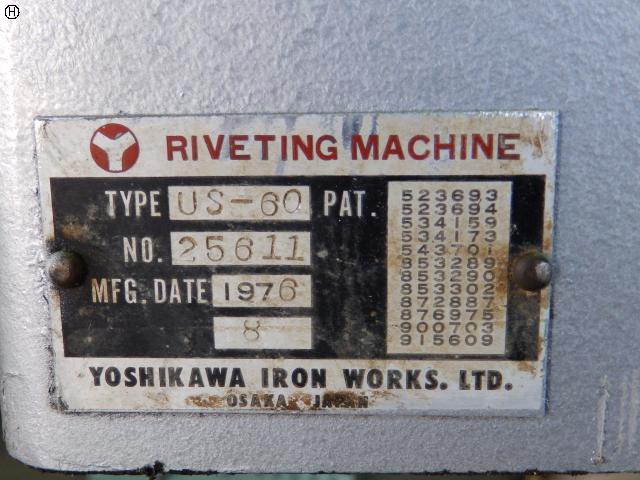 H
RIVETING MACHINE
TYPE US-60 PAT.
NO. 25611
MFG. DATE 1976
8
523693
523694
534159
534173
543701
853289
853290
853302
872887
876975
900703
915609
YOSHIKAWA IRON WORKS. LTD.
OSAKA JAPAN